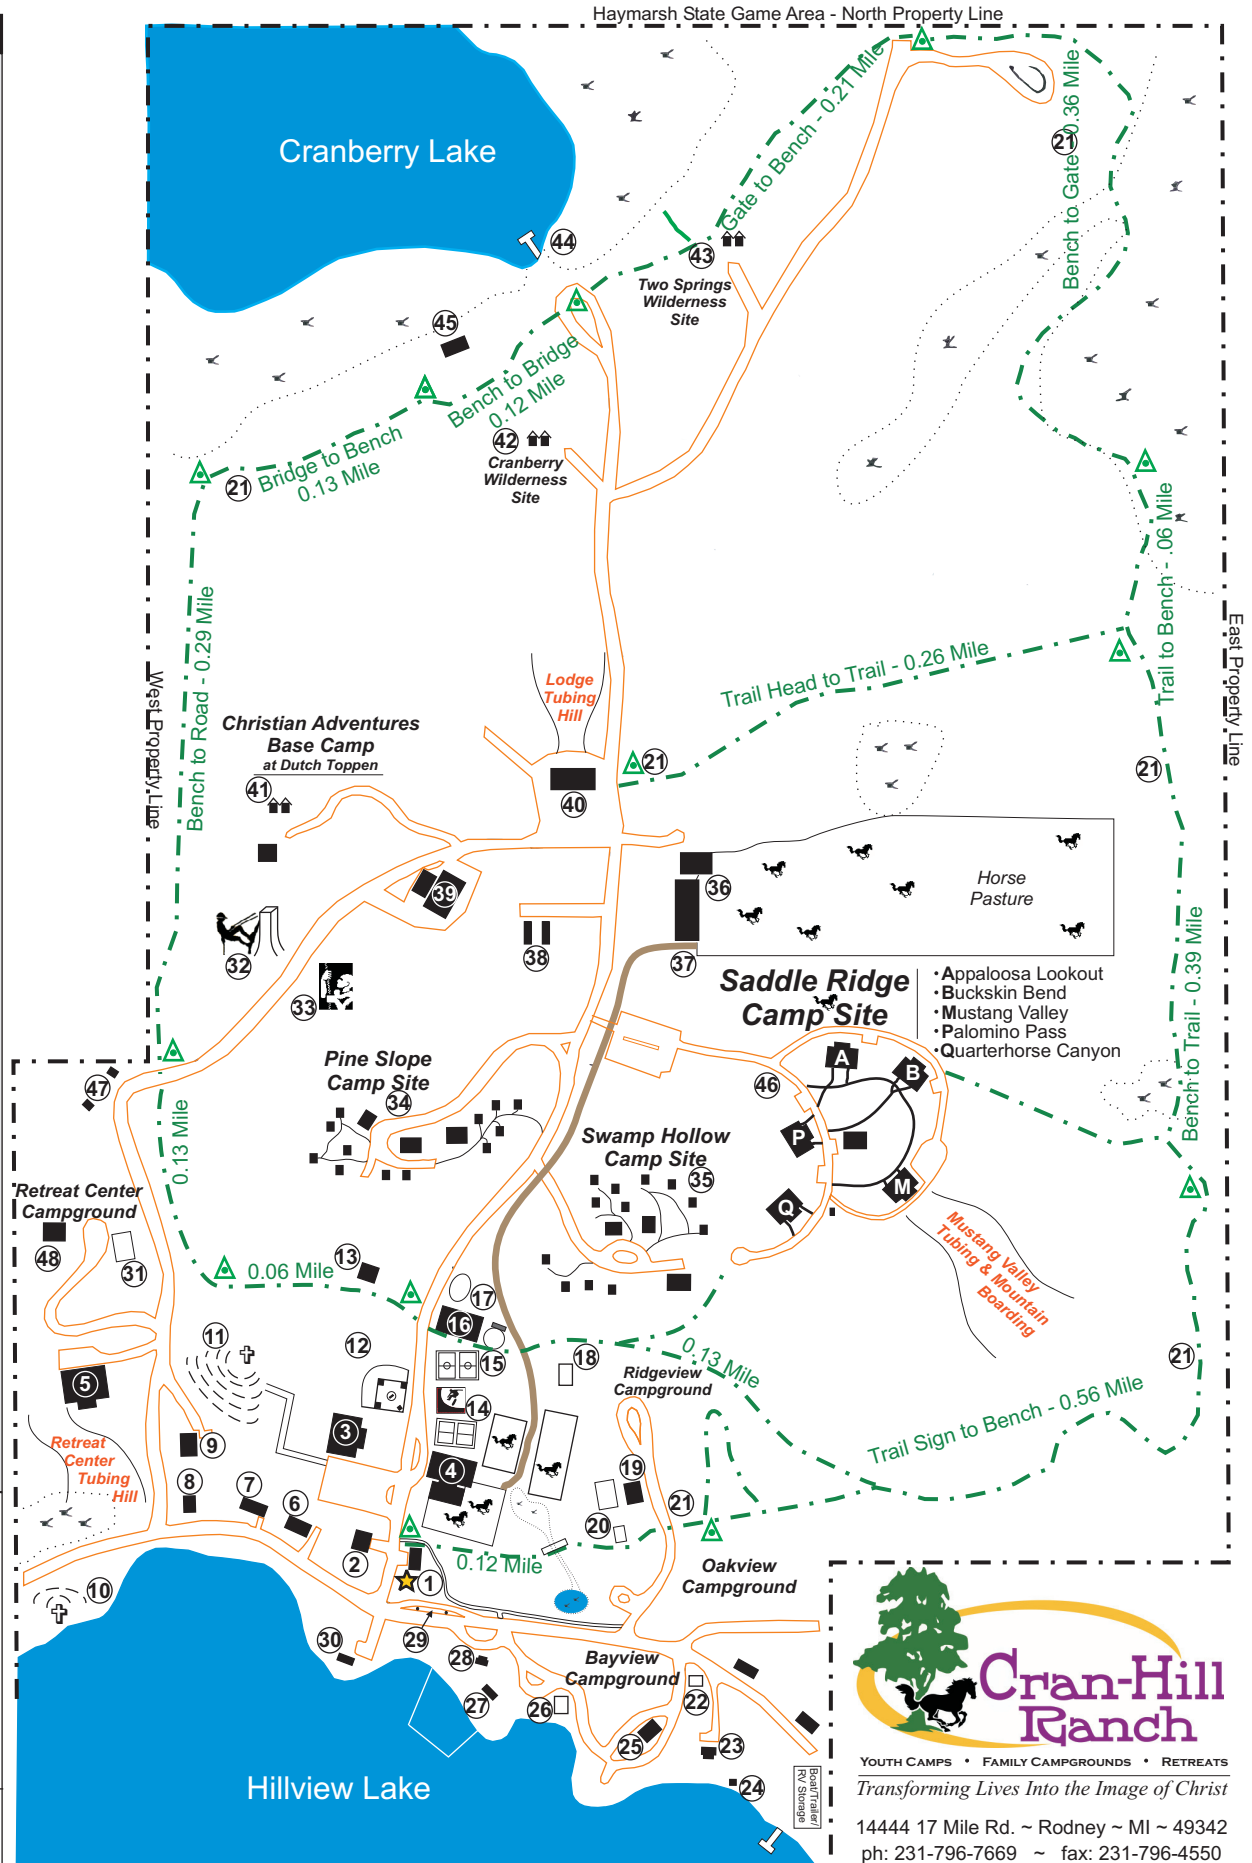 Haymarsh State Game Area - North Property Line
Cranberry Lake
Gate to Bench - 0.21 Mile
Bench to Gate - 0.36 Mile
21
44
43
Two Springs
Wilderness
Site
45
Bench to Bridge
0.12 Mile
42
Cranberry
Wilderness
Site
21
Bridge to Bench
0.13 Mile
Bench to Road - 0.29 Mile
West Property Line
East Property Line
Trail to Bench - .06 Mile
Trail Head to Trail - 0.26 Mile
Lodge
Tubing
Hill
Christian Adventures
Base Camp
at Dutch Toppen
41
40
21
21
39
36
Horse
Pasture
38
37
32
33
Saddle Ridge
Camp Site
•Appaloosa Lookout
•Buckskin Bend
•Mustang Valley
•Palomino Pass
•Quarterhorse Canyon
Bench to Trail - 0.39 Mile
A
B
P
M
Q
46
47
Pine Slope
Camp Site
34
0.13 Mile
Swamp Hollow
Camp Site
35
Mustang Valley
Tubing & Mountain
Boarding
Retreat Center
Campground
48
31
13
0.06 Mile
17
16
11
12
15
18
Ridgeview
Campground
0.13 Mile
21
Trail Sign to Bench - 0.56 Mile
5
14
3
4
9
Retreat
Center
Tubing
Hill
8
7
6
19
20
21
2
1
0.12 Mile
Oakview
Campground
10
30
29
28
27
26
Bayview
Campground
22
25
23
24
Boat/Trailer/
RV Storage
Hillview Lake
Cran-Hill
Ranch
Youth Camps • Family Campgrounds • Retreats
Transforming Lives Into the Image of Christ
14444 17 Mile Rd. ~ Rodney ~ MI ~ 49342
ph: 231-796-7669 ~ fax: 231-796-4550